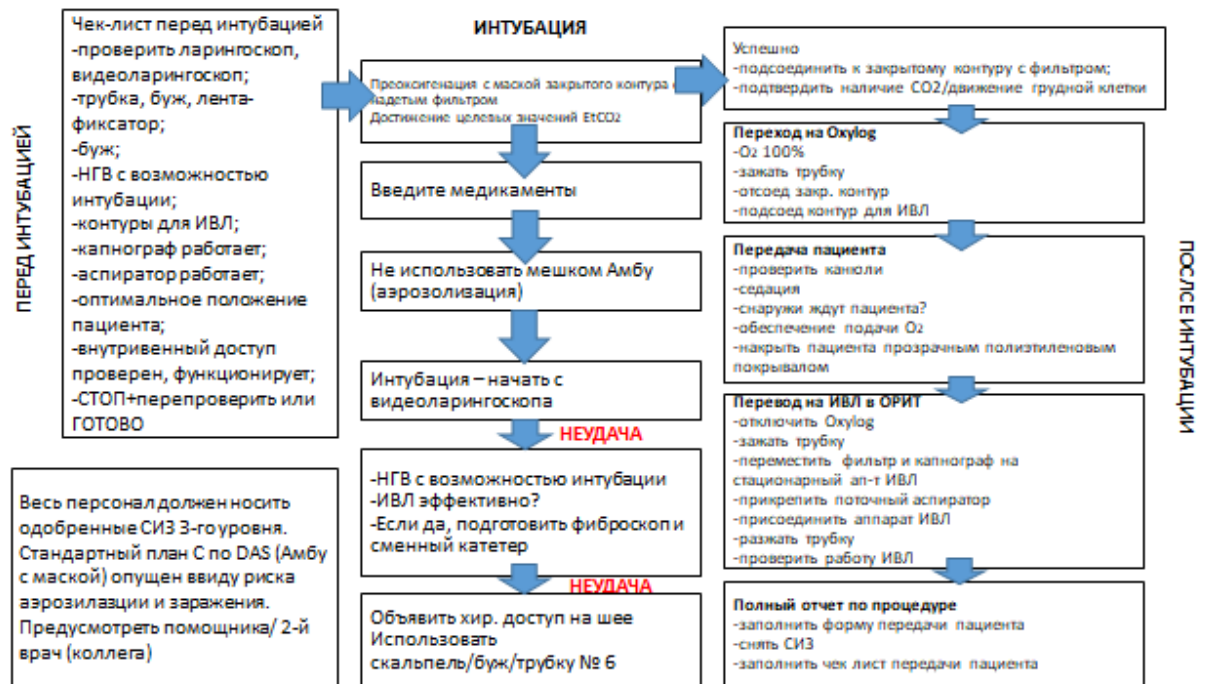 ПЕРЕД ИНТУБАЦИЕЙ
Чек-лист перед интубацией
-проверить ларингоскоп,
видеоларингоскоп;
-трубка, буж, лента-
фиксатор;
-буж;
-НГВ с возможностью
интубации;
-контуры для ИВЛ;
-капнограф работает;
-аспиратор работает;
-оптимальное положение
пациента;
-внутривенный доступ
проверен, функционирует;
-СТОП+перепроверить или
ГОТОВО
Весь персонал должен носить
одобренные СИЗ 3-го уровня.
Стандартный план С по DAS (Амбу
с маской) опущен ввиду риска
аэрозилазции и заражения.
Предусмотреть помощника/ 2-й
врач (коллега)
ИНТУБАЦИЯ
Преоксигенация с маской закрытого контура с
надетым фильтром
Достижение целевых значений EtCO2
Введите медикаменты
Не использовать мешком Амбу
(аэрозолизация)
Интубация – начать с
видеоларингоскопа
НЕУДАЧА
-НГВ с возможностью интубации
-ИВЛ эффективно?
-Если да, подготовить фиброскоп и
сменный катетер
НЕУДАЧА
Объявить хир. доступ на шее
Использовать
скальпель/буж/трубку № 6
Успешно
-подсоединить к закрытому контуру с фильтром;
-подтвердить наличие СО2/движение грудной клетки
Переход на Oxylog
-О2 100%
-зажать трубку
-отсоед закр. контур
-подсоед контур для ИВЛ
Передача пациента
-проверить канюли
-седация
-снаружи ждут пациента?
-обеспечение подачи О2
-накрыть пациента прозрачным полиэтиленовым
покрывалом
Перевод на ИВЛ в ОРИТ
-отключить Oxylog
-зажать трубку
-переместить фильтр и капнограф на
стационарный ап-т ИВЛ
-прикрепить поточный аспиратор
-присоединить аппарат ИВЛ
-разжать трубку
-проверить работу ИВЛ
Полный отчет по процедуре
-заполнить форму передачи пациента
-снять СИЗ
-заполнить чек лист передачи пациента
ПОСЛСЕ ИНТУБАЦИИ